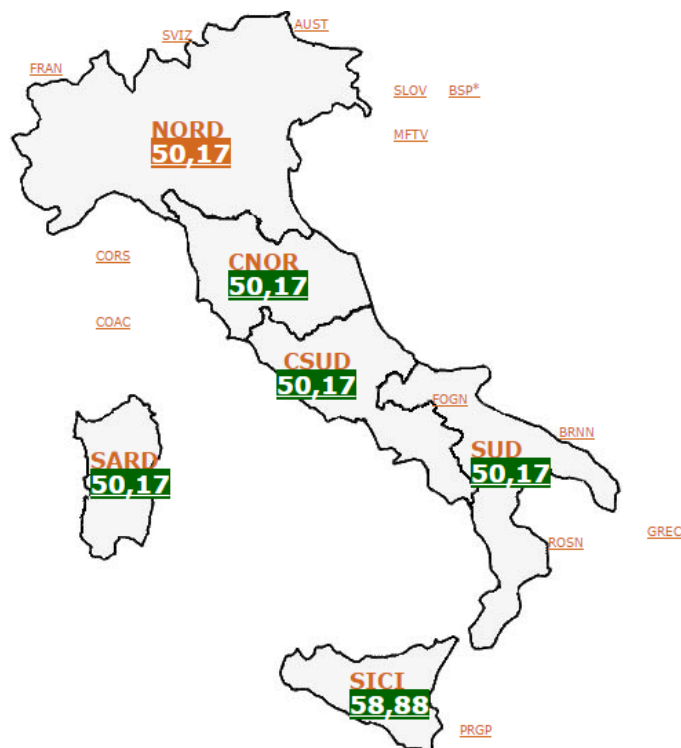 AUST
SVIZ
FRAN
SLOV BSP*
NORD
50,17
MFTV
CORS
CNOR
50,17
COAC
CSUD
50,17
FOGN
BRNN
SUD
50,17
SARD
50,17
GREC
ROSN
SICI
58,88
PRGP